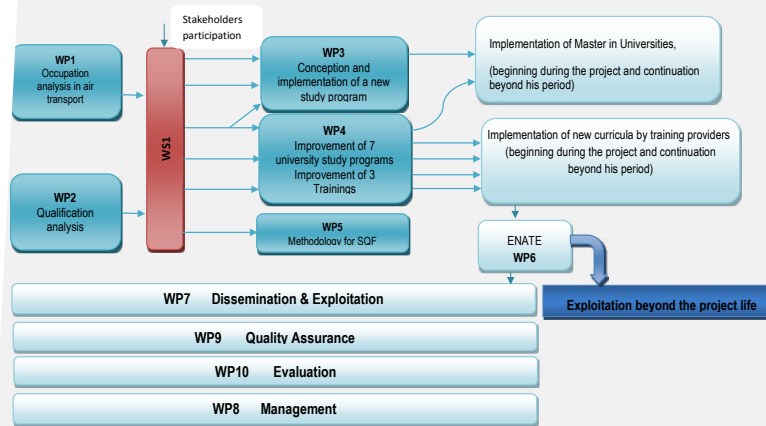 Stakeholders
participation
WP1
Occupation
analysis in air
transport
WP2
Qualification
analysis
WS1
WP3
Conception and
implementation of a new
study program
WP4
Improvement of 7
university study programs
Improvement of 3
Trainings
WP5
Methodology for SQF
Implementation of Master in Universities,
(beginning during the project and continuation
beyond his period)
Implementation of new curricula by training providers
(beginning during the project and continuation
beyond his period)
ENATE
WP6
WP7 Dissemination & Exploitation
Exploitation beyond the project life
WP9 Quality Assurance
WP10 Evaluation
WP8 Management